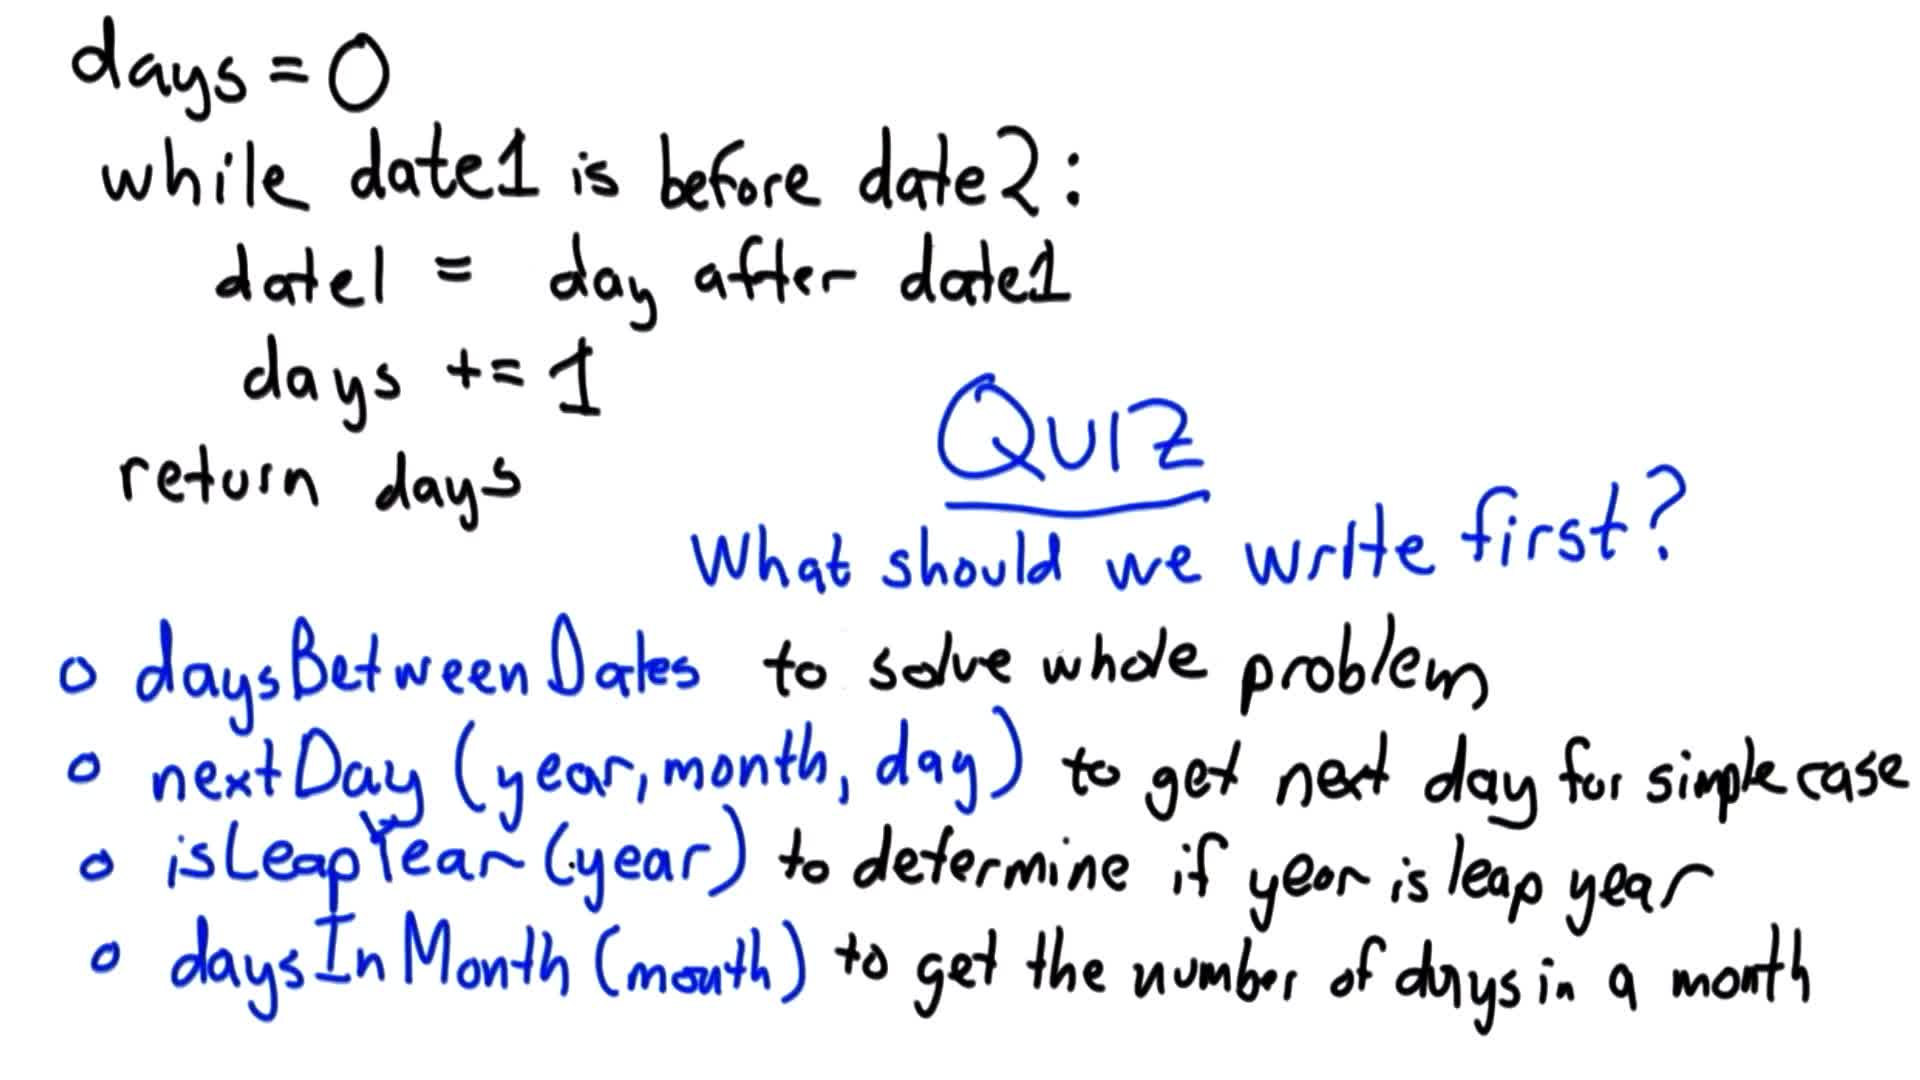 days = 0
while date1 is before date2:
date1 = day after date1
days += 1
return days
QUIZ
What should we write first?
o daysBetweenDates to solve whole problem
o nextDay (year, month, day) to get next day for simple case
o isLeapYear (year) to determine if year is leap year
o daysInMonth (month) to get the number of days in a month